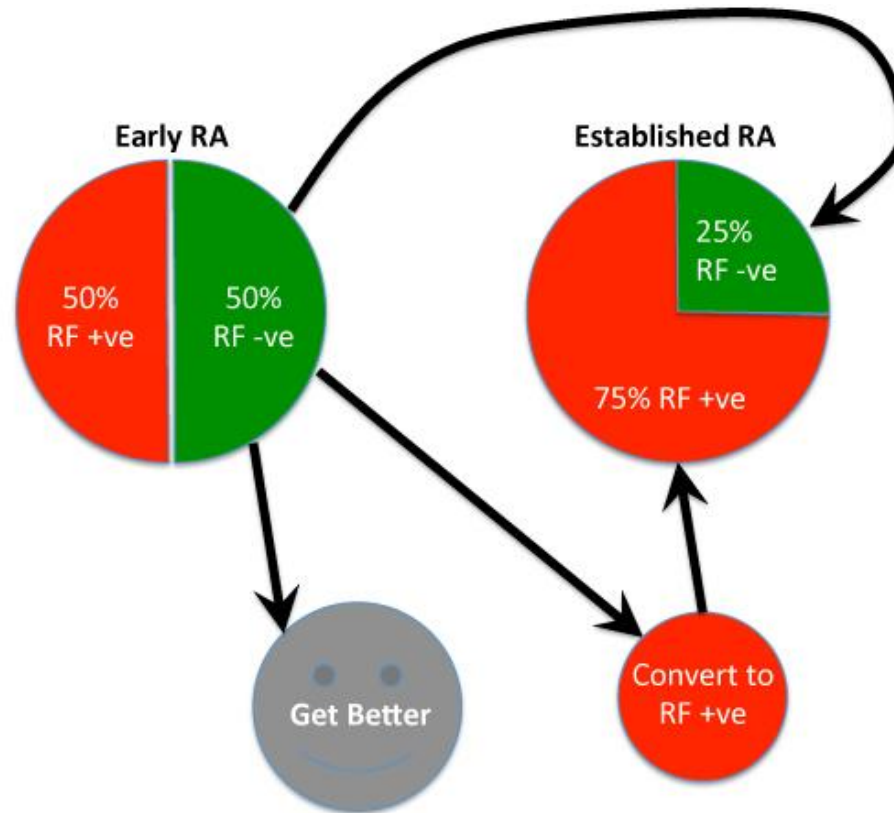 Early RA
Established RA
50%
RF +ve
50%
RF -ve
25%
RF -ve
75% RF +ve
Get Better
Convert to
RF +ve